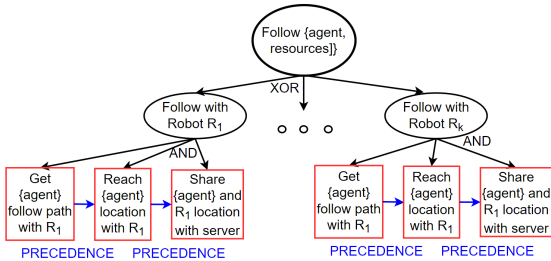 Follow {agent,
resources]}
XOR
Follow with
Robot R1
Follow with
Robot Rk
AND
AND
Get
{agent}
follow path
with R1
Reach
{agent}
location
with R1
Share
{agent} and
R1 location
with server
Get
{agent}
follow path
with R1
Reach
{agent}
location
with R1
Share
{agent} and
R1 location
with server
PRECEDENCE
PRECEDENCE
PRECEDENCE
PRECEDENCE